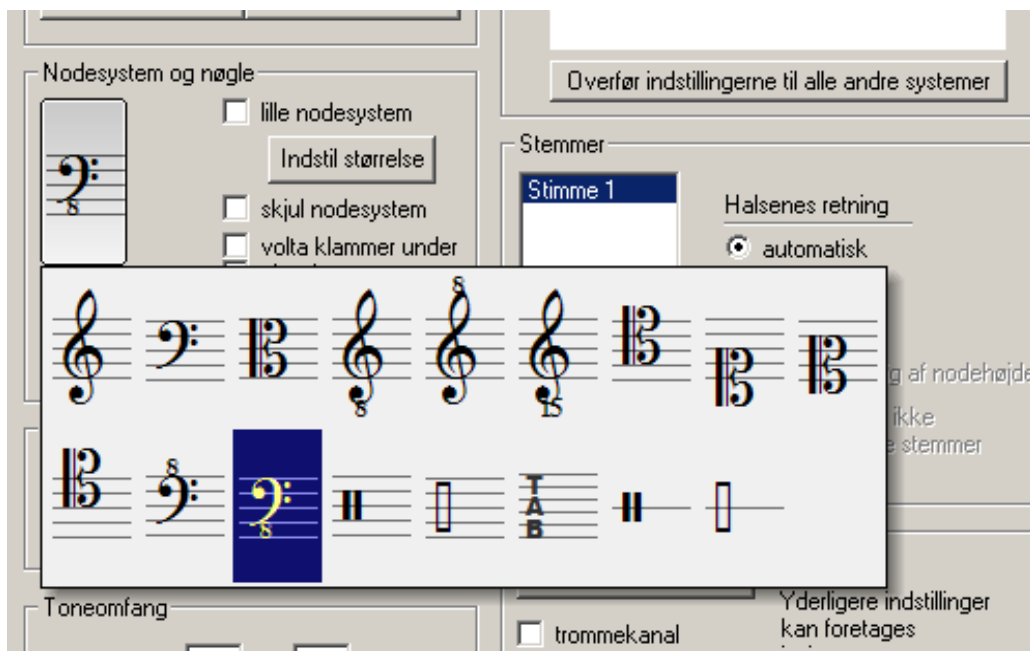 Nodesystem og nøgle
lille nodesystem
Indstil størrelse
skjul nodesystem
volta klammer under
8
Overfør indstillingerne til alle andre systemer
Stemmer
Stimme 1
Halsenes retning
automatisk
8
8
15
g af nodehøjde
ikke
e stemmer
8
8
T
A
B
Toneomfang
trommekanal
Yderligere indstillinger
kan foretages